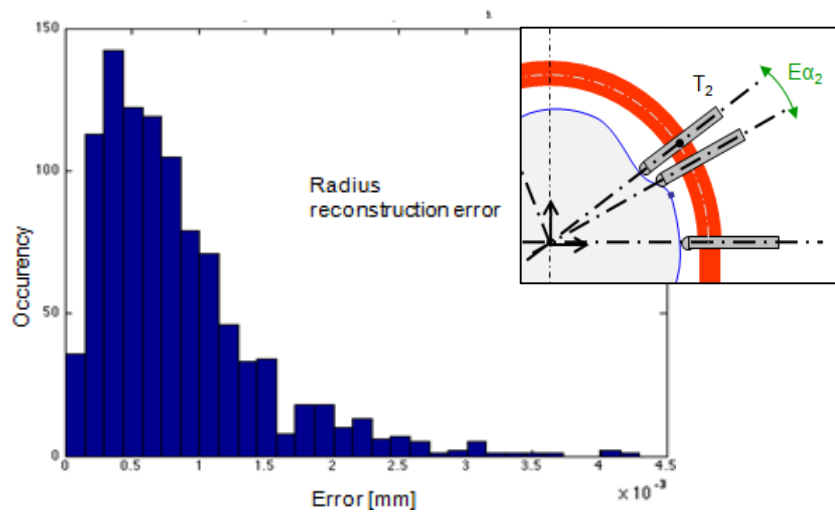 150
T2
Eα2
100
Radius
reconstruction error
Occurency
50
0
0 0.5 1 1.5 2 2.5 3 3.5 4 4.5
Error [mm]
× 10⁻³